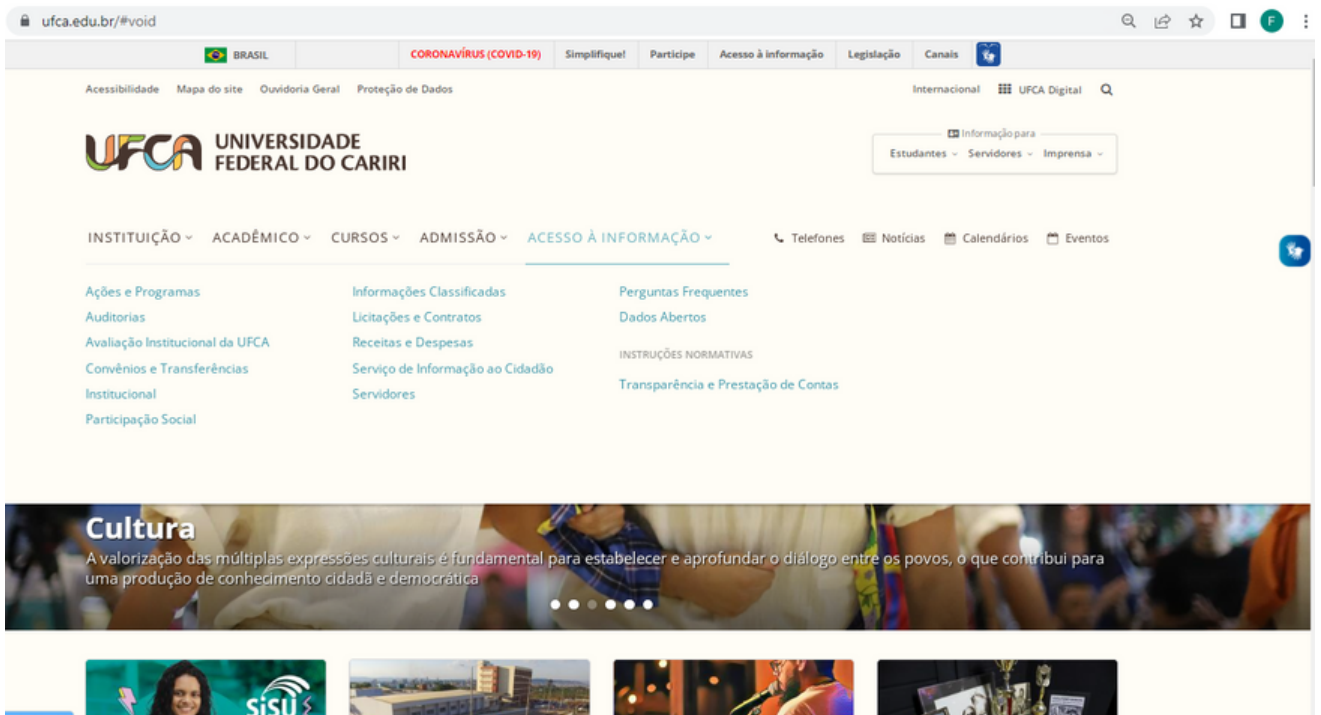 ufca.edu.br/#void
F
BRASIL CORONAVÍRUS (COVID-19) Simplifique! Participe Acesso à informação Legislação Canais
Acessibilidade Mapa do site Ouvidoria Geral Proteção de Dados Internacional UFCA Digital
UFCA UNIVERSIDADE FEDERAL DO CARIRI
Informação para
Estudantes Servidores Imprensa
INSTITUIÇÃO ACADÊMICO CURSOS ADMISSÃO ACESSO À INFORMAÇÃO Telefones Notícias Calendários Eventos
Ações e Programas
Auditorias
Avaliação Institucional da UFCA
Convênios e Transferências
Institucional
Participação Social
Informações Classificadas
Licitações e Contratos
Receitas e Despesas
Serviço de Informação ao Cidadão
Servidores
Perguntas Frequentes
Dados Abertos
INSTRUÇÕES NORMATIVAS
Transparência e Prestação de Contas
Cultura
A valorização das múltiplas expressões culturais é fundamental para estabelecer e aprofundar o diálogo entre os povos, o que contribui para
uma produção de conhecimento cidadã e democrática
sisu